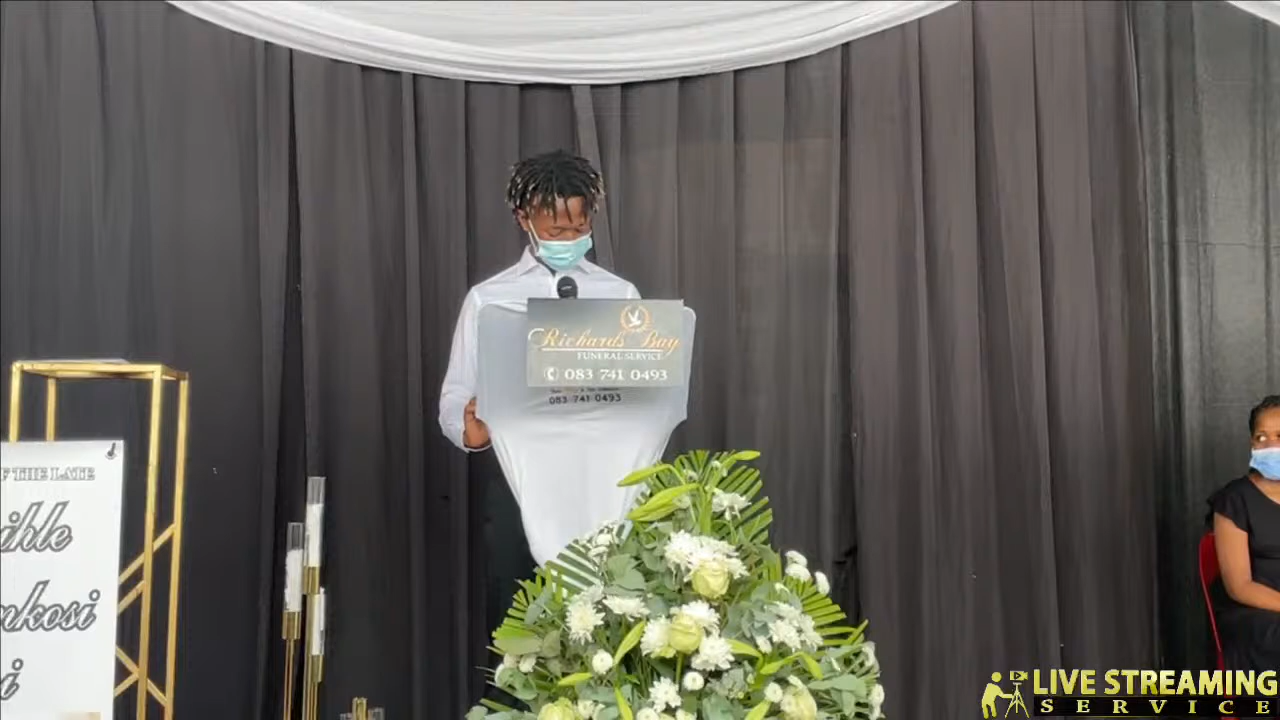 Richards Bay
FUNERAL SERVICE
083 741 0493
083 741 0493
F THE LATE
ihle
nkosi
i
LIVE STREAMING
SERVICE